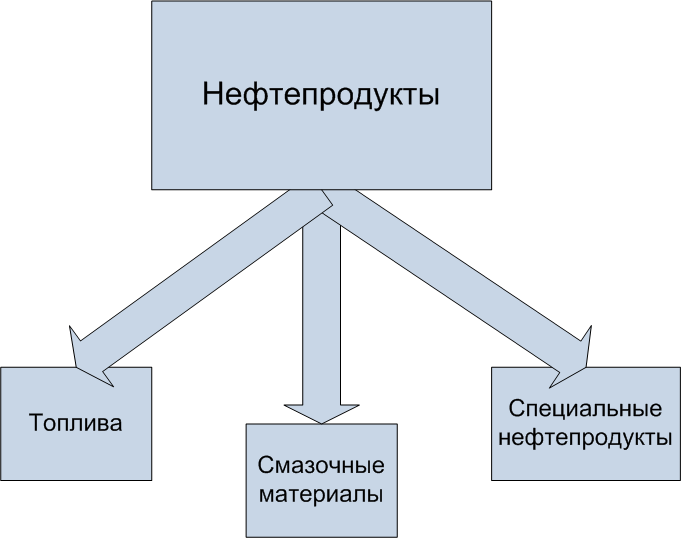 Нефтепродукты
Топлива
Смазочные
материалы
Специальные
нефтепродукты